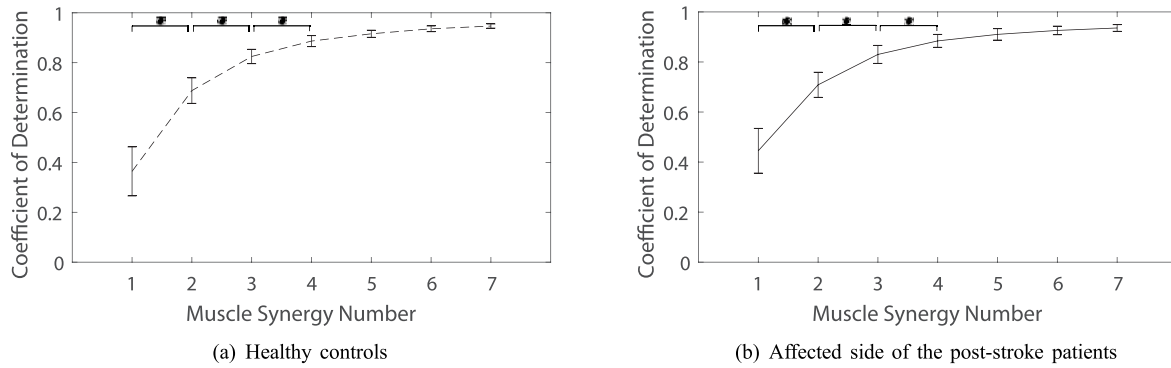 Coefficient of Determination
1
0.8
0.6
0.4
0.2
0
1 2 3 4 5 6 7
Muscle Synergy Number
(a) Healthy controls
Coefficient of Determination
1
0.8
0.6
0.4
0.2
0
1 2 3 4 5 6 7
Muscle Synergy Number
(b) Affected side of the post-stroke patients